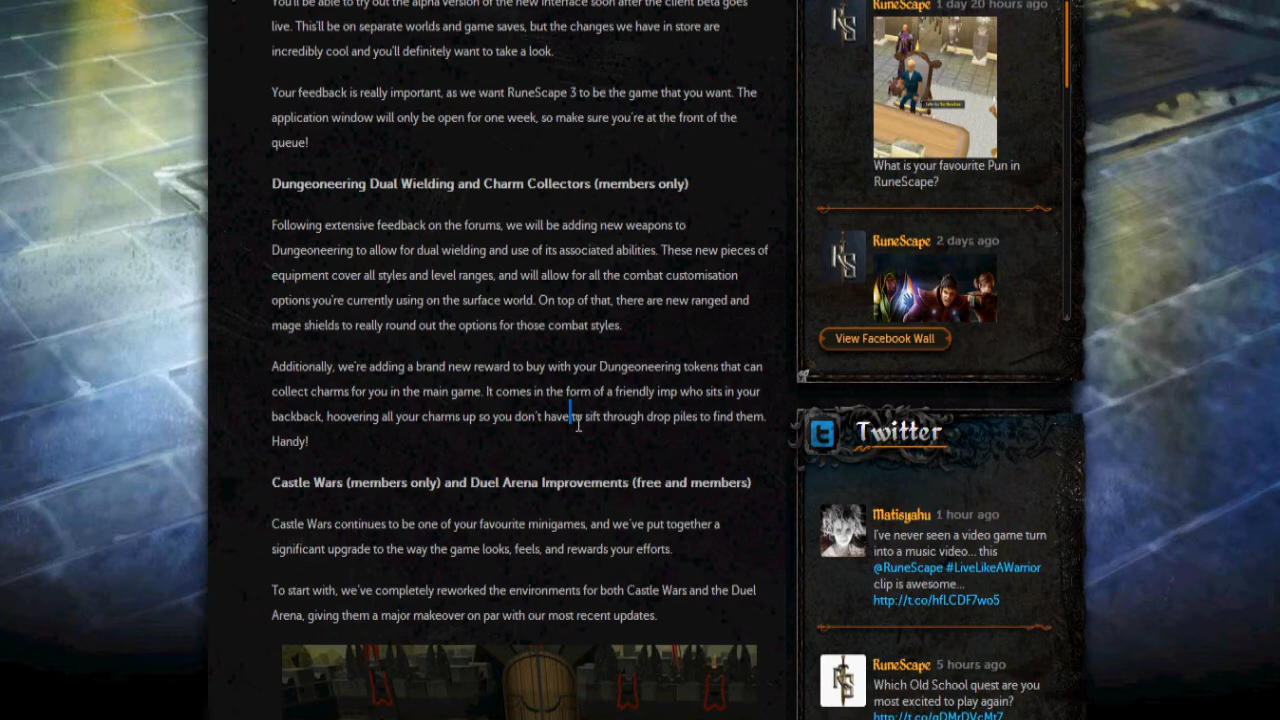 You'll be able to try out the alpha version of the new interface soon after the client beta goes
live. This'll be on separate worlds and game saves, but the changes we have in store are
incredibly cool and you'll definitely want to take a look.
Your feedback is really important, as we want RuneScape 3 to be the game that you want. The
application window will only be open for one week, so make sure you're at the front of the
queue!
Dungeoneering Dual Wielding and Charm Collectors (members only)
Following extensive feedback on the forums, we will be adding new weapons to
Dungeoneering to allow for dual wielding and use of its associated abilities. These new pieces of
equipment cover all styles and level ranges, and will allow for all the combat customisation
options you're currently using on the surface world. On top of that, there are new ranged and
mage shields to really round out the options for those combat styles.
Additionally, we're adding a brand new reward to buy with your Dungeoneering tokens that can
collect charms for you in the main game. It comes in the form of a friendly imp who sits in your
backback, hoovering all your charms up so you don't have to sift through drop piles to find them.
Handy!
Castle Wars (members only) and Duel Arena Improvements (free and members)
Castle Wars continues to be one of your favourite minigames, and we've put together a
significant upgrade to the way the game looks, feels, and rewards your efforts.
To start with, we've completely reworked the environments for both Castle Wars and the Duel
Arena, giving them a major makeover on par with our most recent updates.
RuneScape 1 day 20 hours ago
What is your favourite Pun in
RuneScape?
RuneScape 2 days ago
View Facebook Wall
Twitter
Matisyahu 1 hour ago
I've never seen a video game turn
into a music video... this
@RuneScape #LiveLikeAWarrior
clip is awesome...
http://t.co/hfLCDF7wo5
RuneScape 5 hours ago
Which Old School quest are you
most excited to play again?